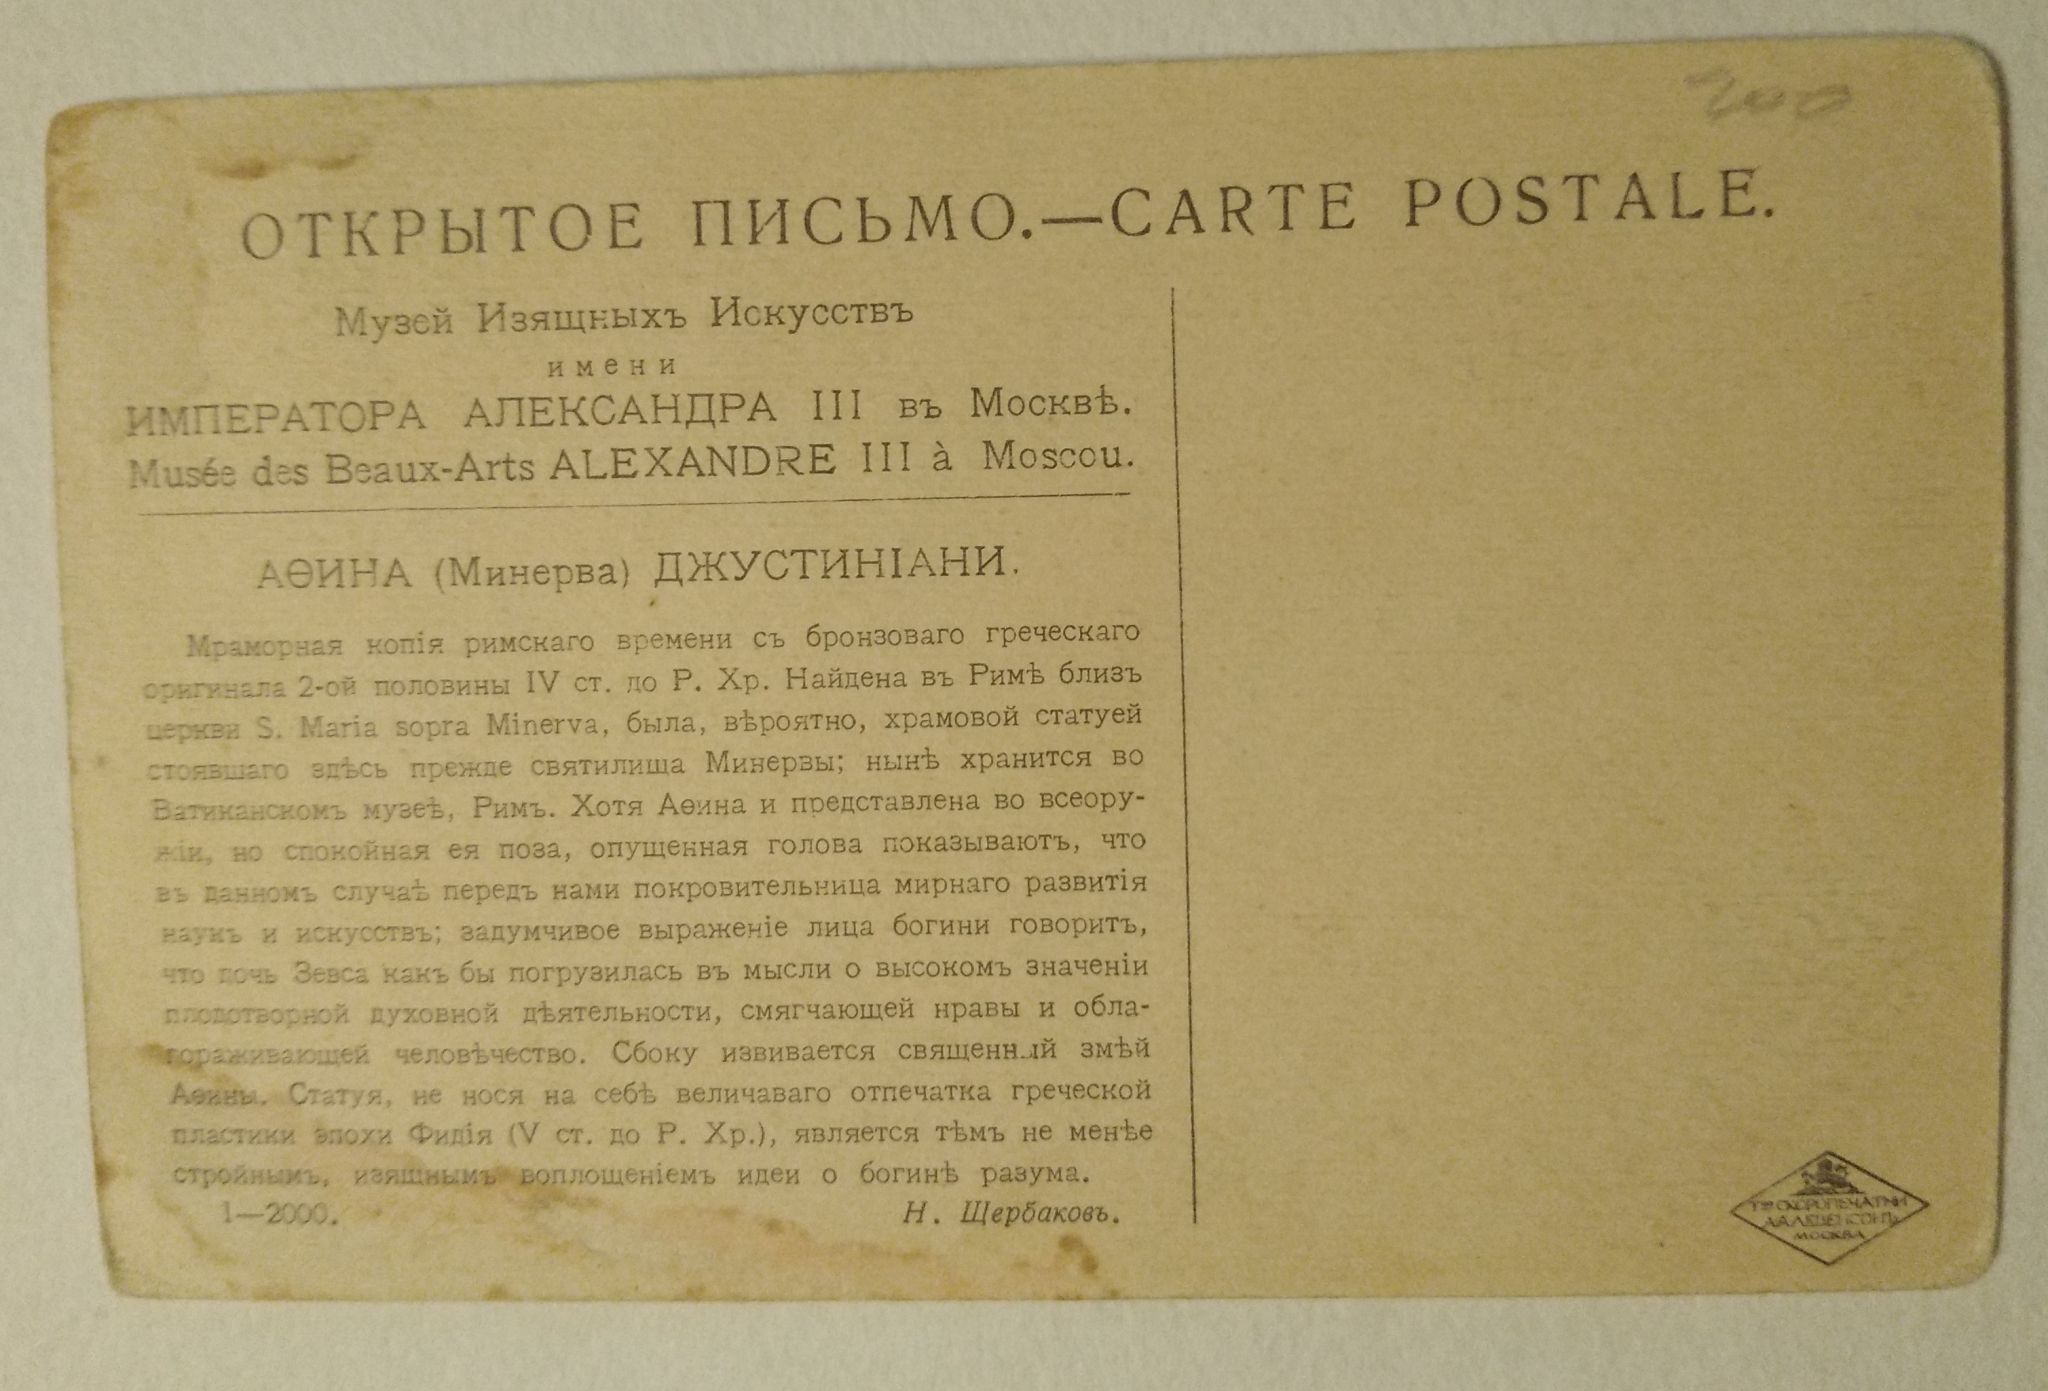 200
ОТКРЫТОЕ ПИСЬМО.—CARTE POSTALE.
Музей Изящныхъ Искусствъ
имени
ИМПЕРАТОРА АЛЕКСАНДРА III въ Москвѣ.
Musée des Beaux-Arts ALEXANDRE III à Moscou.
АѲИНА (Минерва) ДЖУСТИНІАНИ.
Мраморная копія римскаго времени съ бронзоваго греческаго
оригинала 2-ой половины IV ст. до Р. Хр. Найдена въ Римѣ близъ
церкви S. Maria sopra Minerva, была, вѣроятно, храмовой статуей
стоявшаго здѣсь прежде святилища Минервы; нынѣ хранится во
Ватиканскомъ музеѣ, Римъ. Хотя Аѳина и представлена во всеору-
жіи, но спокойная ея поза, опущенная голова показываютъ, что
въ данномъ случаѣ передъ нами покровительница мирнаго развитія
наукъ и искусствъ; задумчивое выраженіе лица богини говоритъ,
что дочь Зевса какъ бы погрузилась въ мысли о высокомъ значеніи
плодотворной духовной дѣятельности, смягчающей нравы и обла-
гораживающей человѣчество. Сбоку извивается священный змѣй
Аѳины. Статуя, не нося на себѣ величаваго отпечатка греческой
пластики эпохи Фидія (V ст. до Р. Хр.), является тѣмъ не менѣе
стройнымъ, изящнымъ воплощеніемъ идеи о богинѣ разума.
1—2000.
Н. Щербаковъ.
Т-во СКОРОПЕЧАТНИ
А.А.ЛЕВЕНСОНЪ
МОСКВА